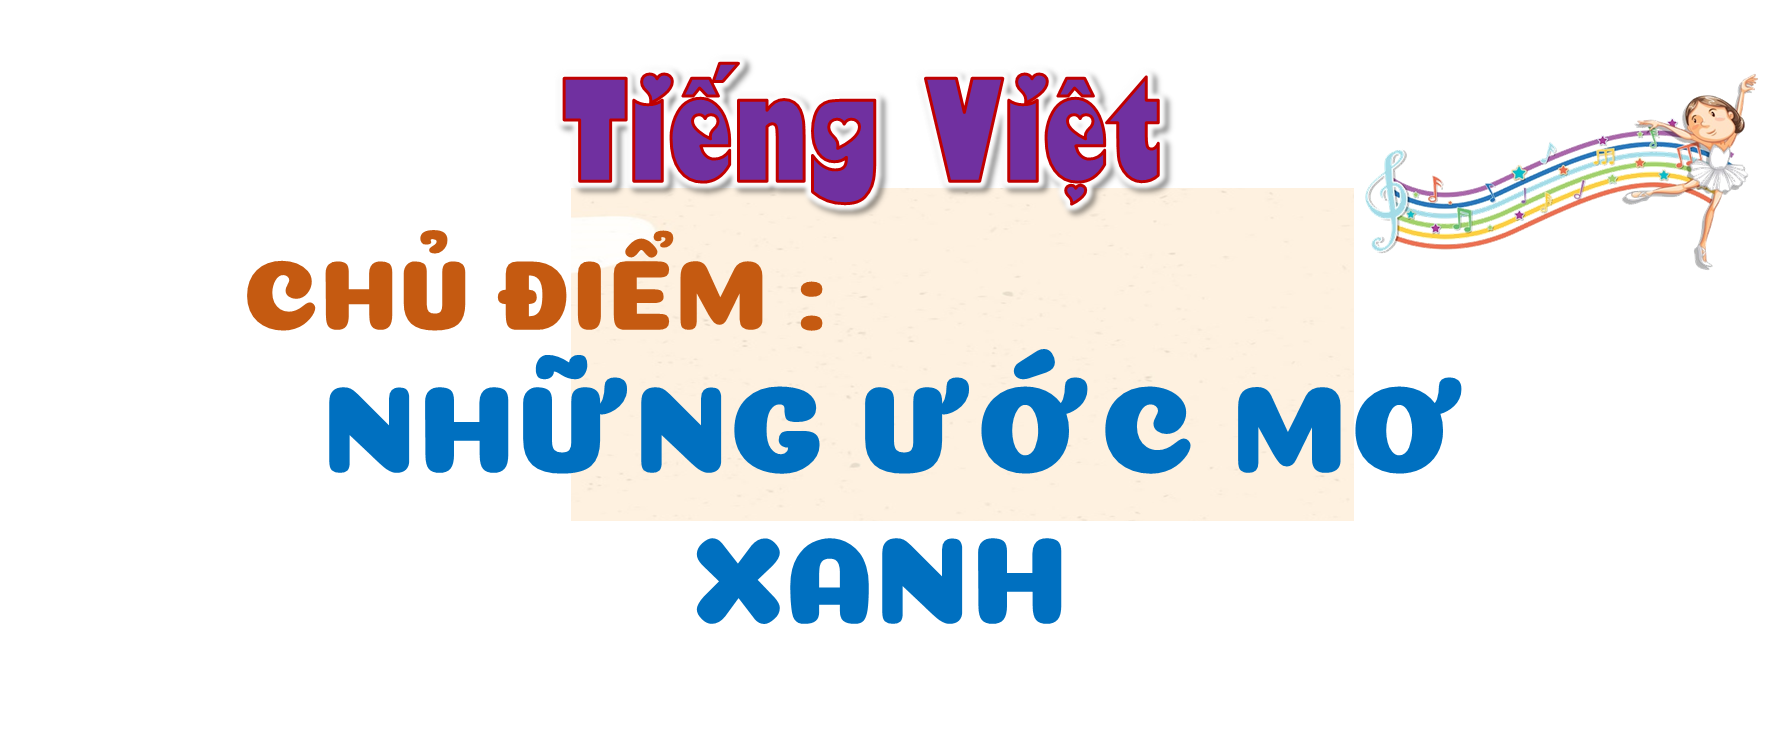 Tiếng Việt
CHỦ ĐIỂM :
NHỮNG ƯỚC MƠ
XANH